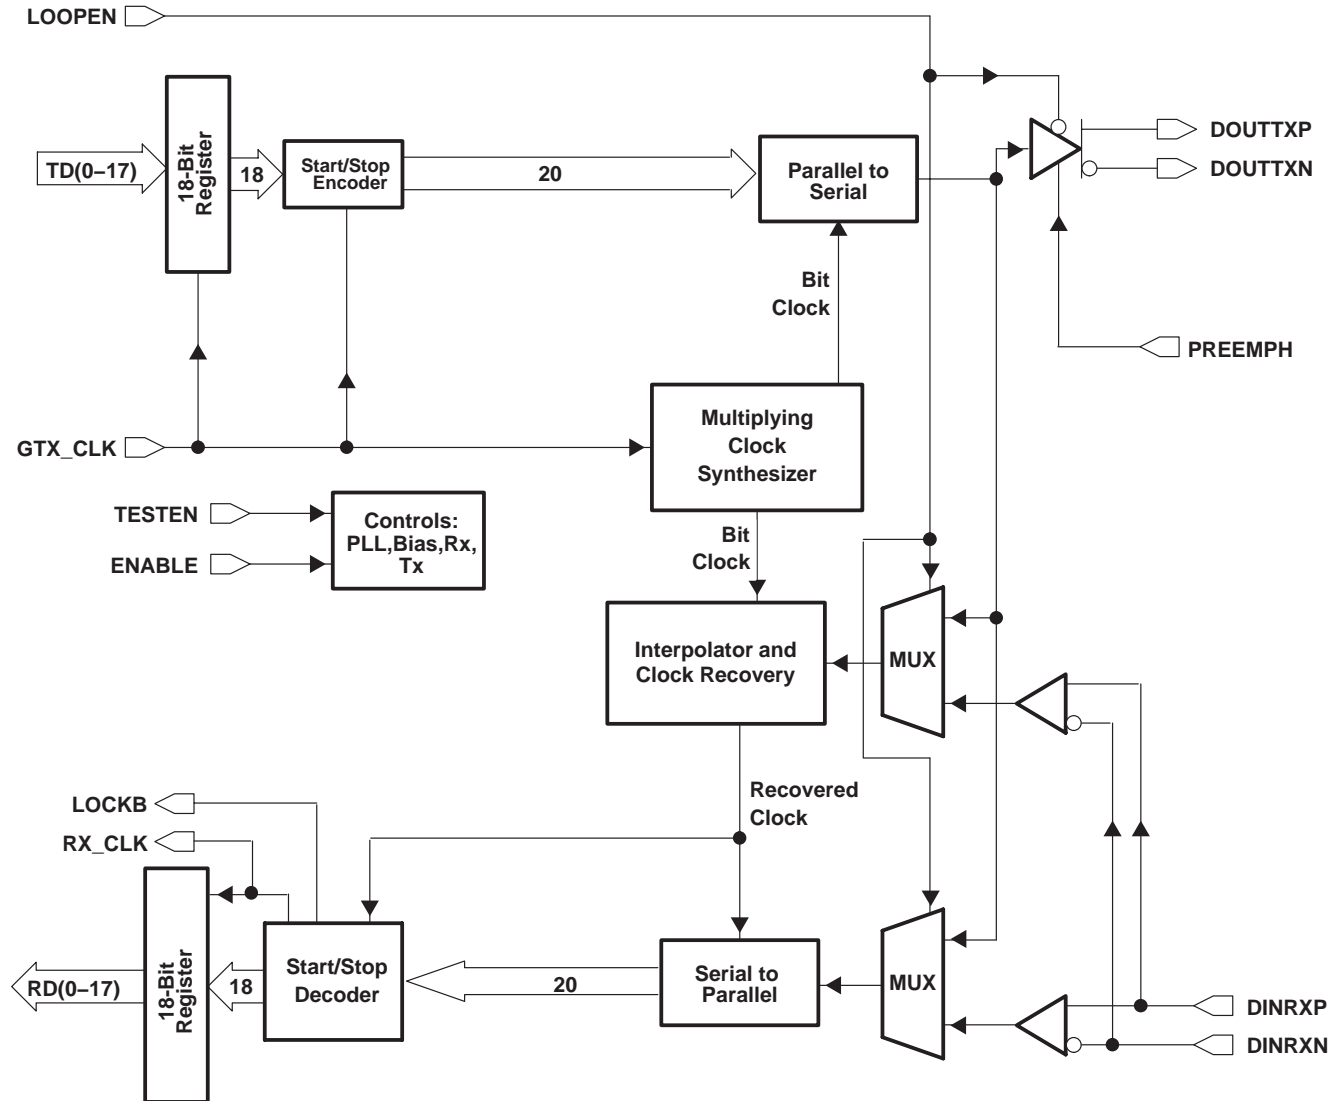 LOOPEN
TD(0–17)
18-Bit
Register
18
Start/Stop
Encoder
20
Parallel to
Serial
DOUTTXP
DOUTTXN
Bit
Clock
PREEMPH
GTX_CLK
Multiplying
Clock
Synthesizer
TESTEN
ENABLE
Controls:
PLL,Bias,Rx,
Tx
Bit
Clock
Interpolator and
Clock Recovery
MUX
Recovered
Clock
LOCKB
RX_CLK
RD(0–17)
18-Bit
Register
18
Start/Stop
Decoder
20
Serial to
Parallel
MUX
DINRXP
DINRXN